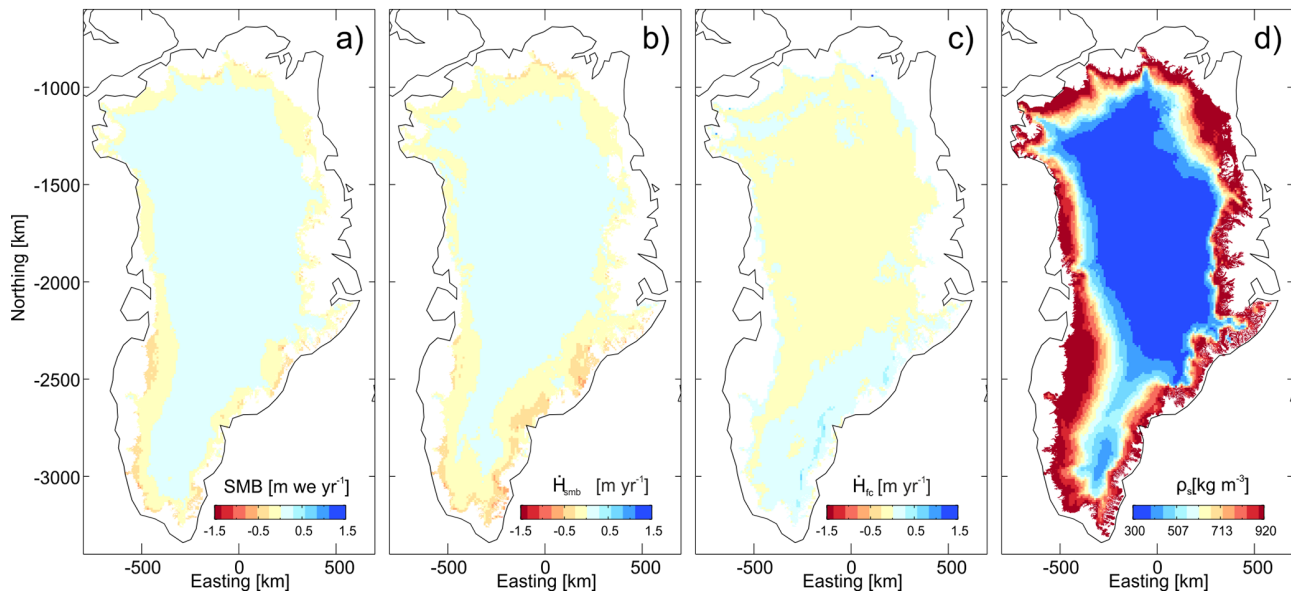 a) b) c) d)
-1000
-1500
-2000
-2500
-3000
Northing [km]
SMB [m we yr⁻¹]
-1.5 -0.5 0.5 1.5
Ḣsmb [m yr⁻¹]
-1.5 -0.5 0.5 1.5
Ḣfc [m yr⁻¹]
-1.5 -0.5 0.5 1.5
ρs[kg m⁻³]
300 507 713 920
-500 0 500 -500 0 500 -500 0 500 -500 0 500
Easting [km] Easting [km] Easting [km] Easting [km]